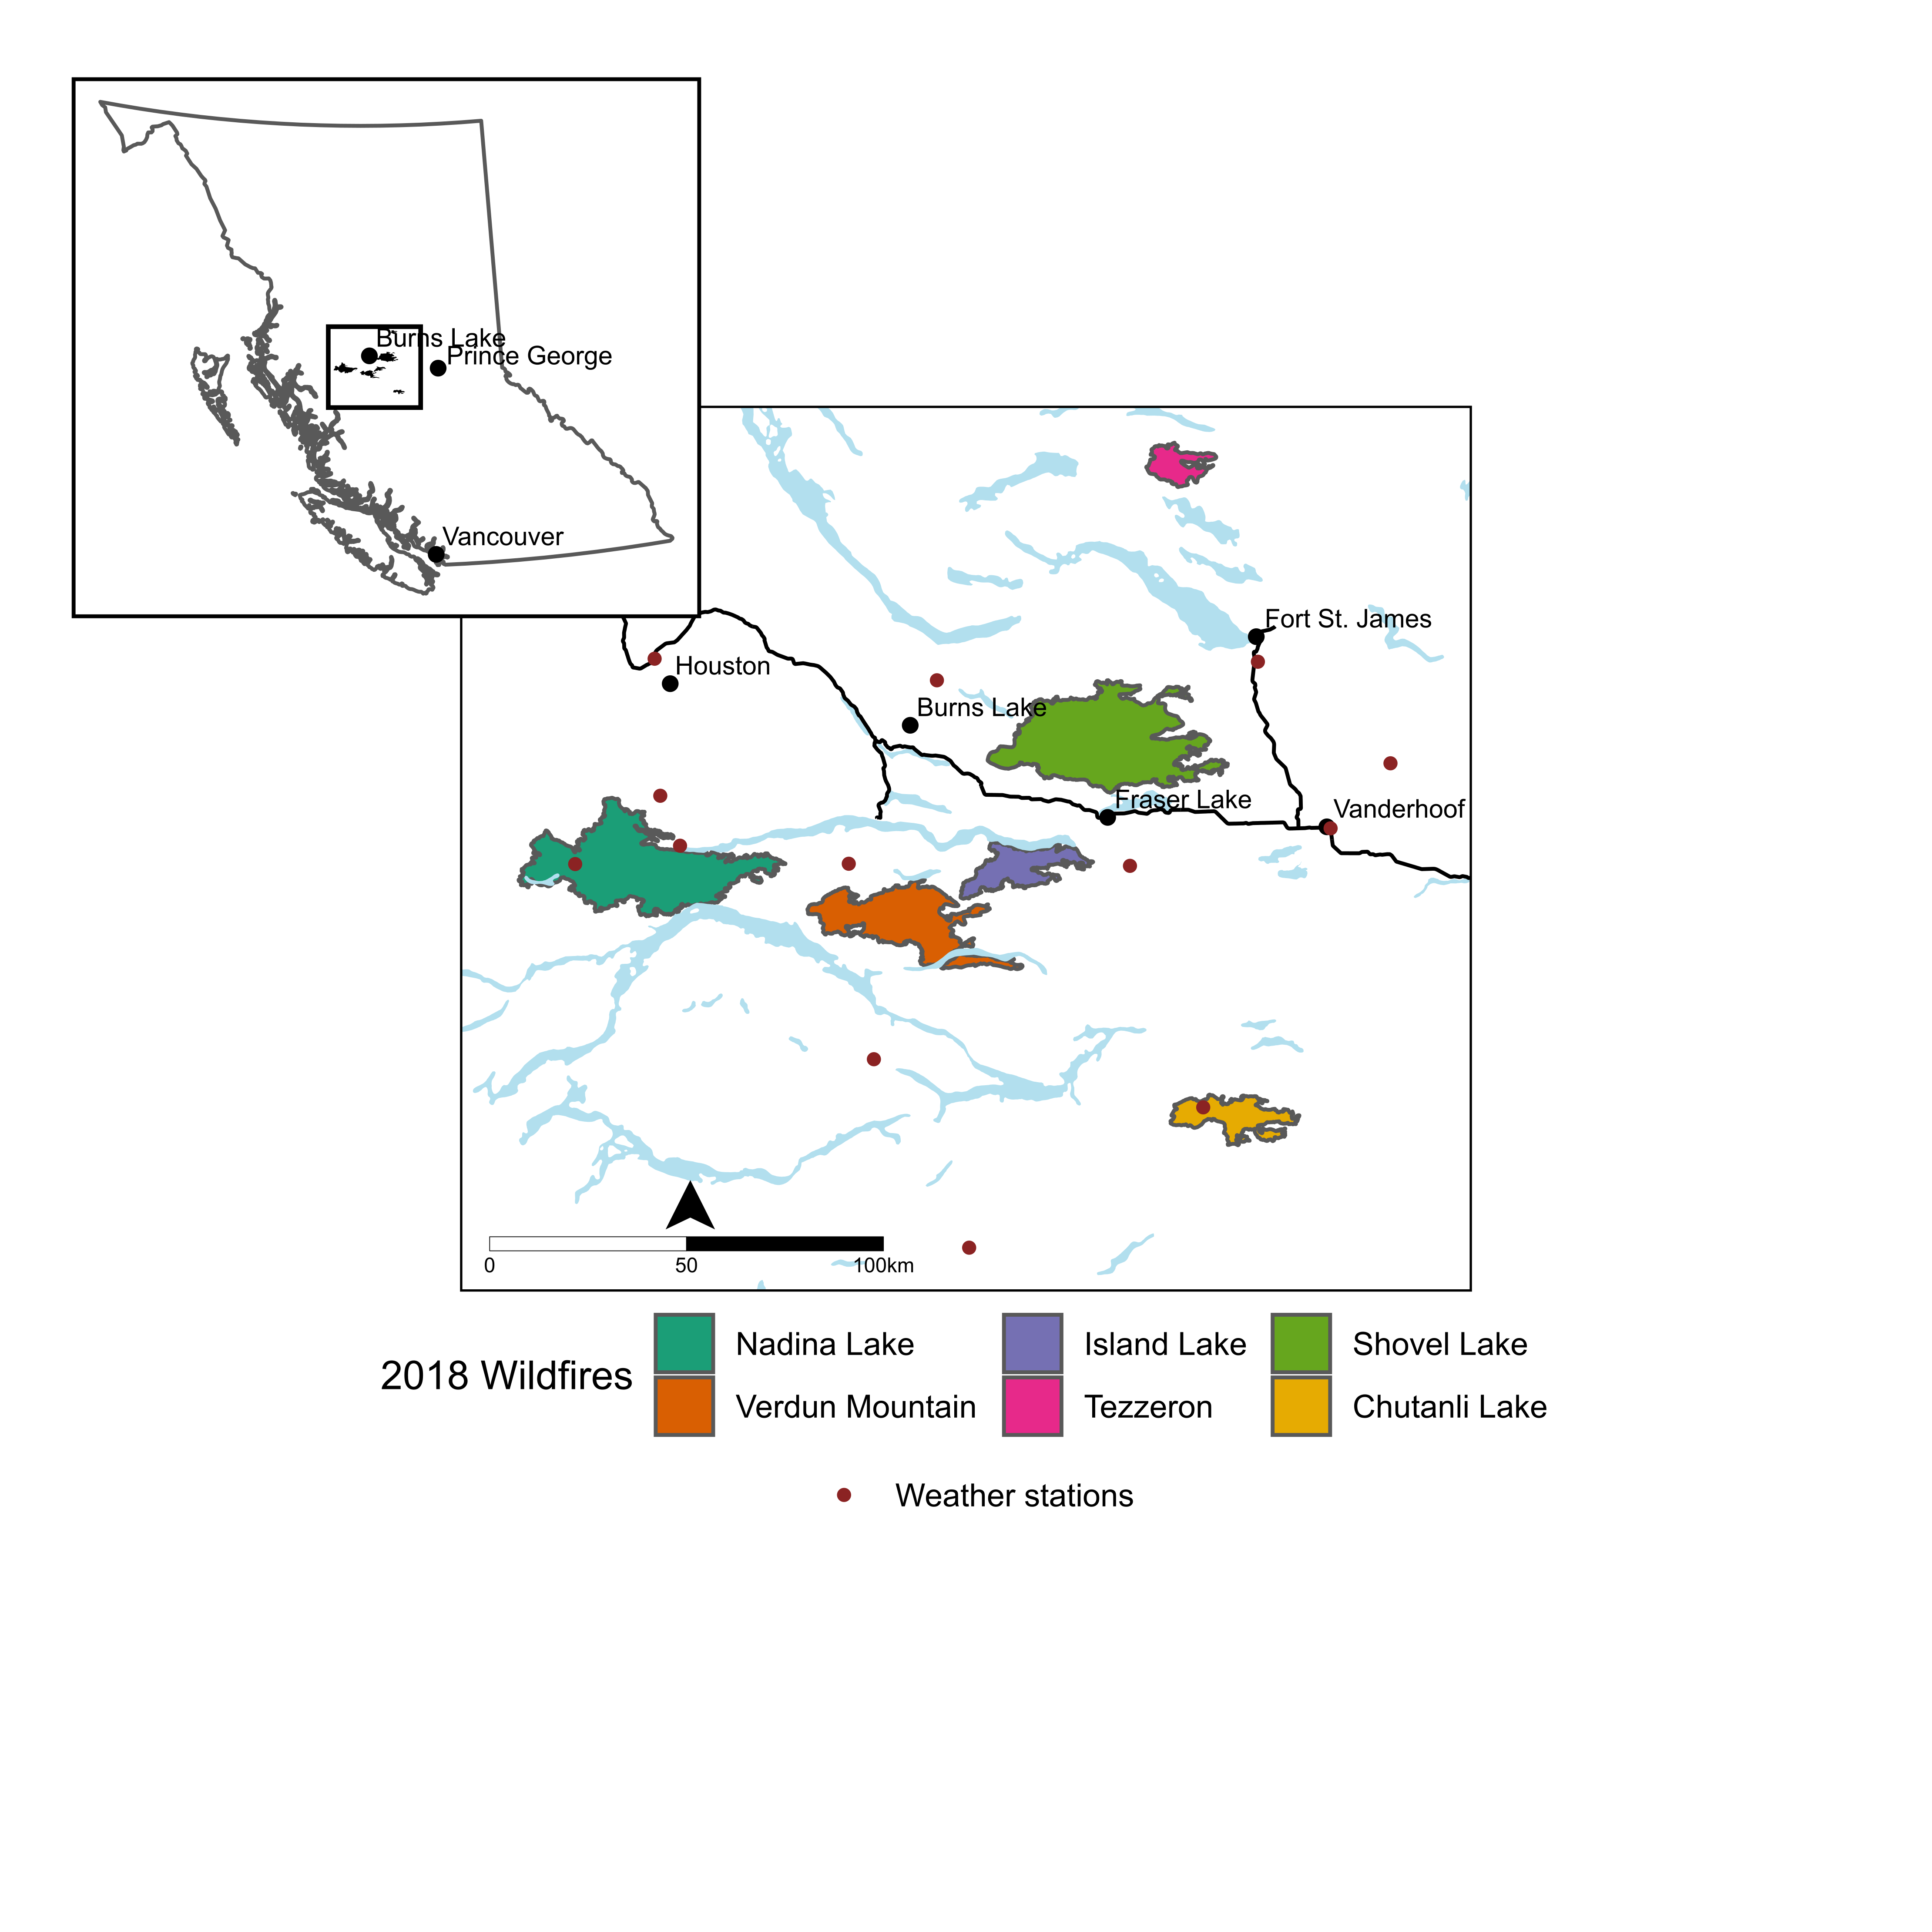 Burns Lake
Prince George
Vancouver
Fort St. James
Houston
Burns Lake
Fraser Lake
Vanderhoof
0 50 100km
2018 Wildfires
Nadina Lake Island Lake Shovel Lake
Verdun Mountain Tezzeron Chutanli Lake
Weather stations